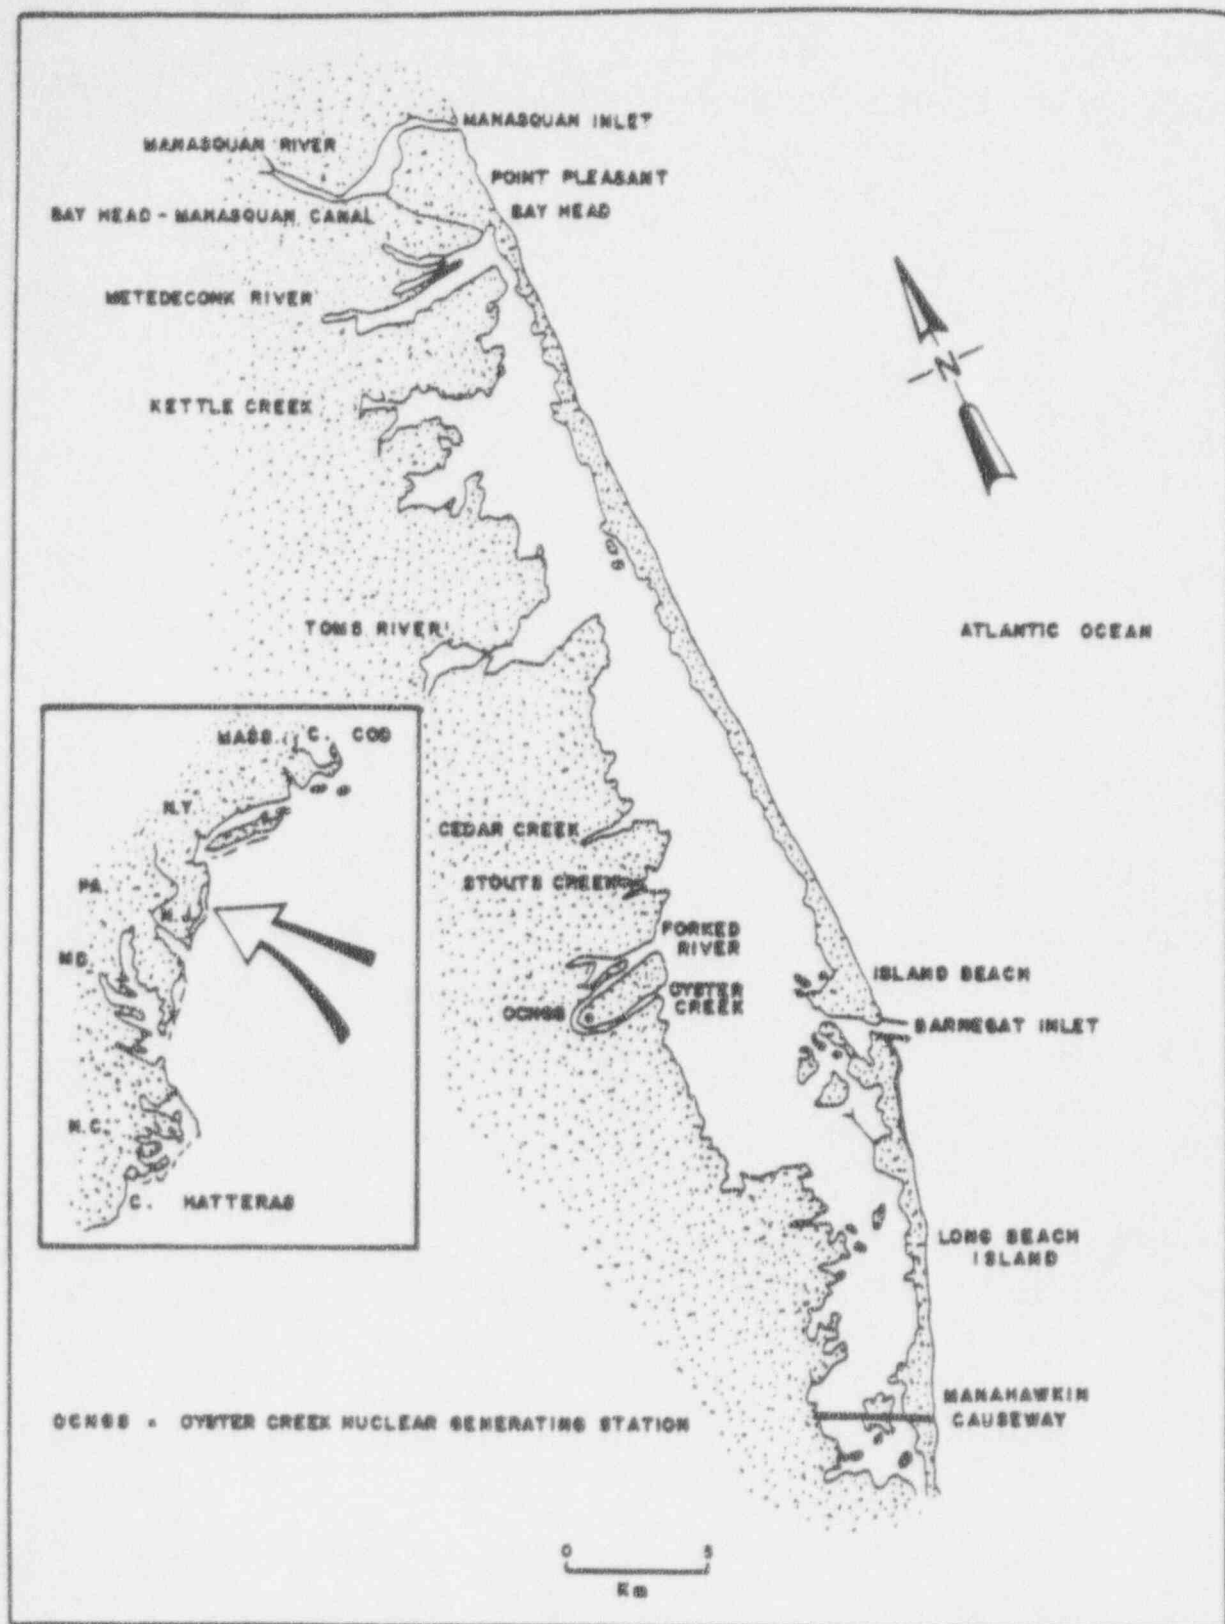 MANASQUAN INLET
MANASQUAN RIVER
POINT PLEASANT
BAY HEAD - MANASQUAN CANAL
BAY HEAD
METEDECONK RIVER
N
KETTLE CREEK
TOMS RIVER
ATLANTIC OCEAN
MASS.
C. COD
N.Y.
PA.
N.J.
MD.
N.C.
C. HATTERAS
CEDAR CREEK
STOUTS CREEK
FORKED
RIVER
OYSTER
CREEK
OCNGS
ISLAND BEACH
BARNEGAT INLET
LONG BEACH
ISLAND
MANAHAWKIN
CAUSEWAY
OCNGS = OYSTER CREEK NUCLEAR GENERATING STATION
0 5
Km